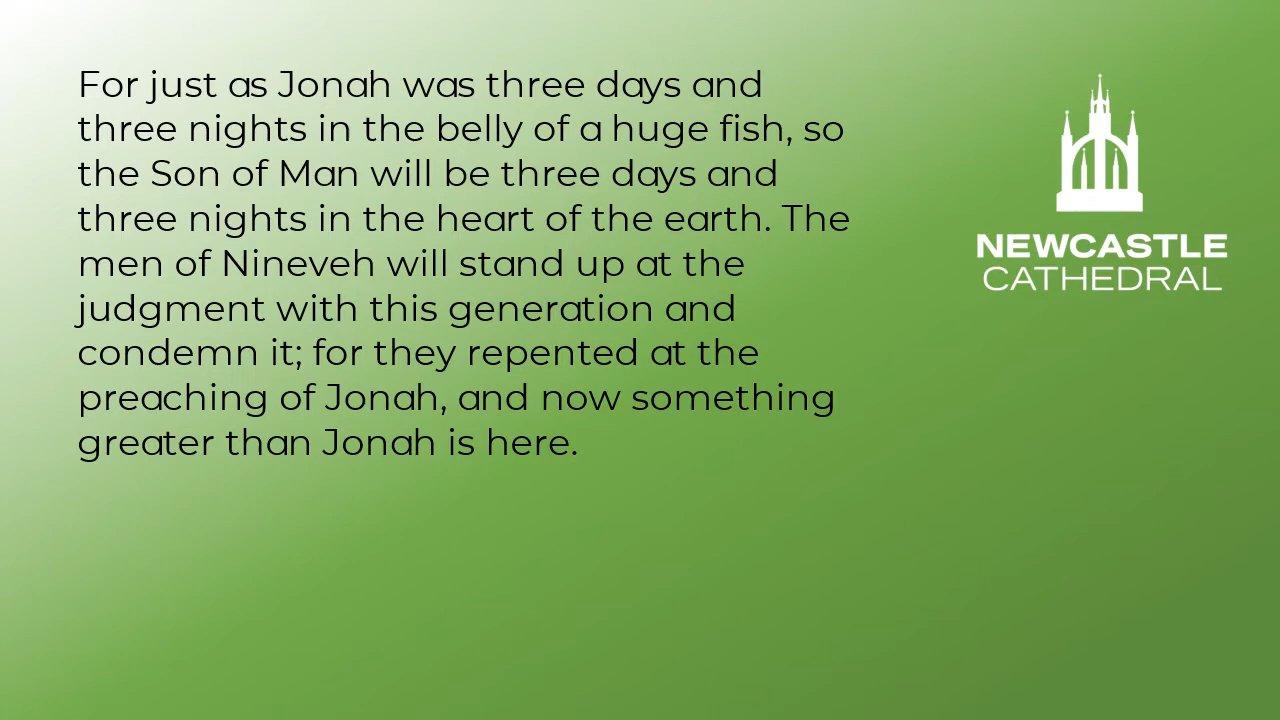 For just as Jonah was three days and
three nights in the belly of a huge fish, so
the Son of Man will be three days and
three nights in the heart of the earth. The
men of Nineveh will stand up at the
judgment with this generation and
condemn it; for they repented at the
preaching of Jonah, and now something
greater than Jonah is here.
NEWCASTLE
CATHEDRAL